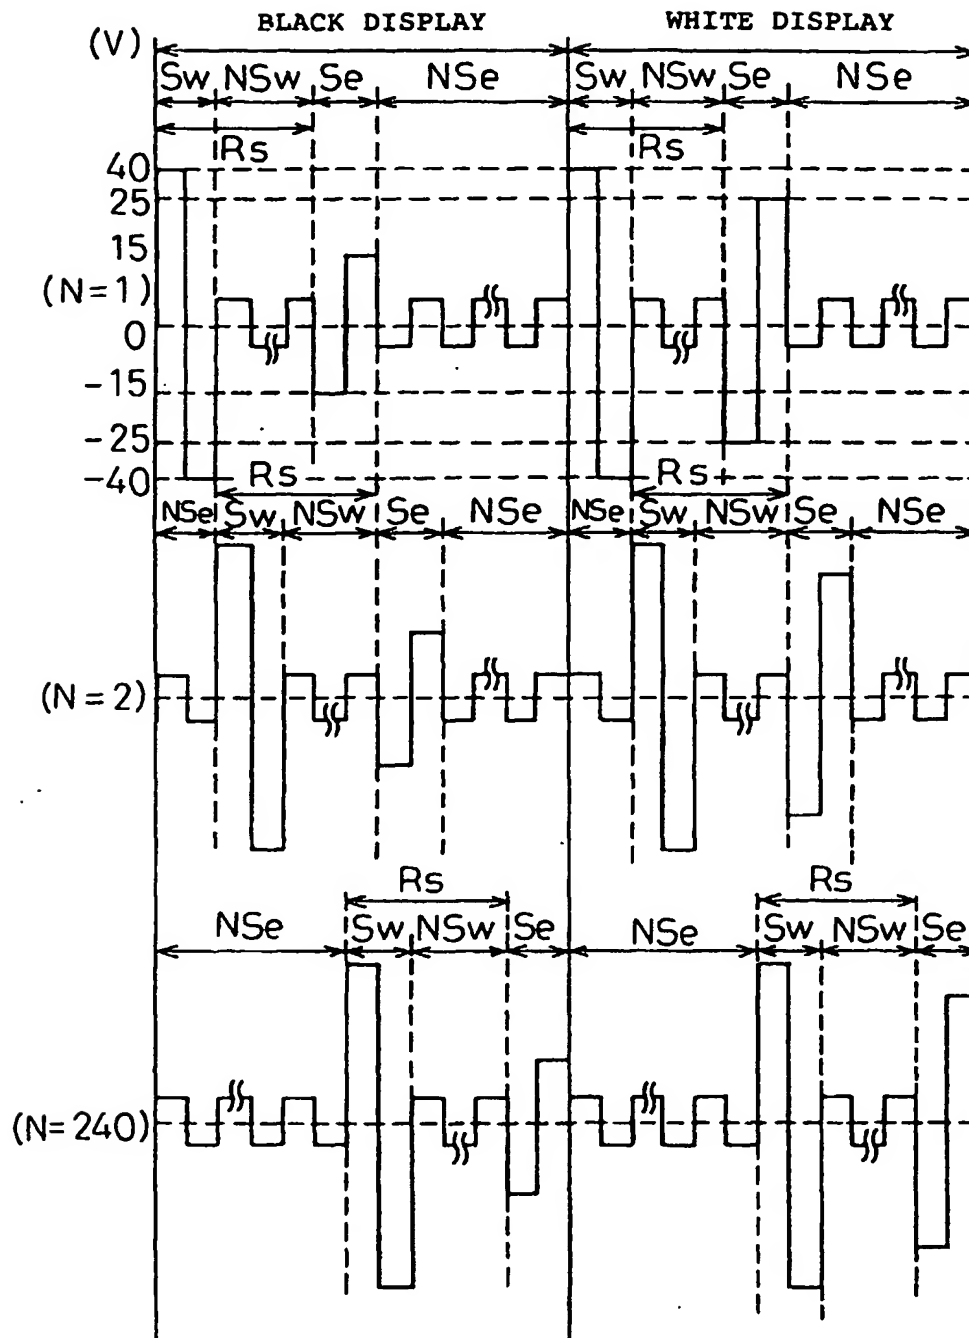 BLACK DISPLAY WHITE DISPLAY
(V)
Sw NSw Se NSe Sw NSw Se NSe
Rs Rs
40
25
15
(N=1)
0
-15
-25
-40
Rs Rs
NSe Sw NSw Se NSe NSe Sw NSw Se NSe
(N=2)
Rs Rs
NSe Sw NSw Se NSe Sw NSw Se
(N=240)